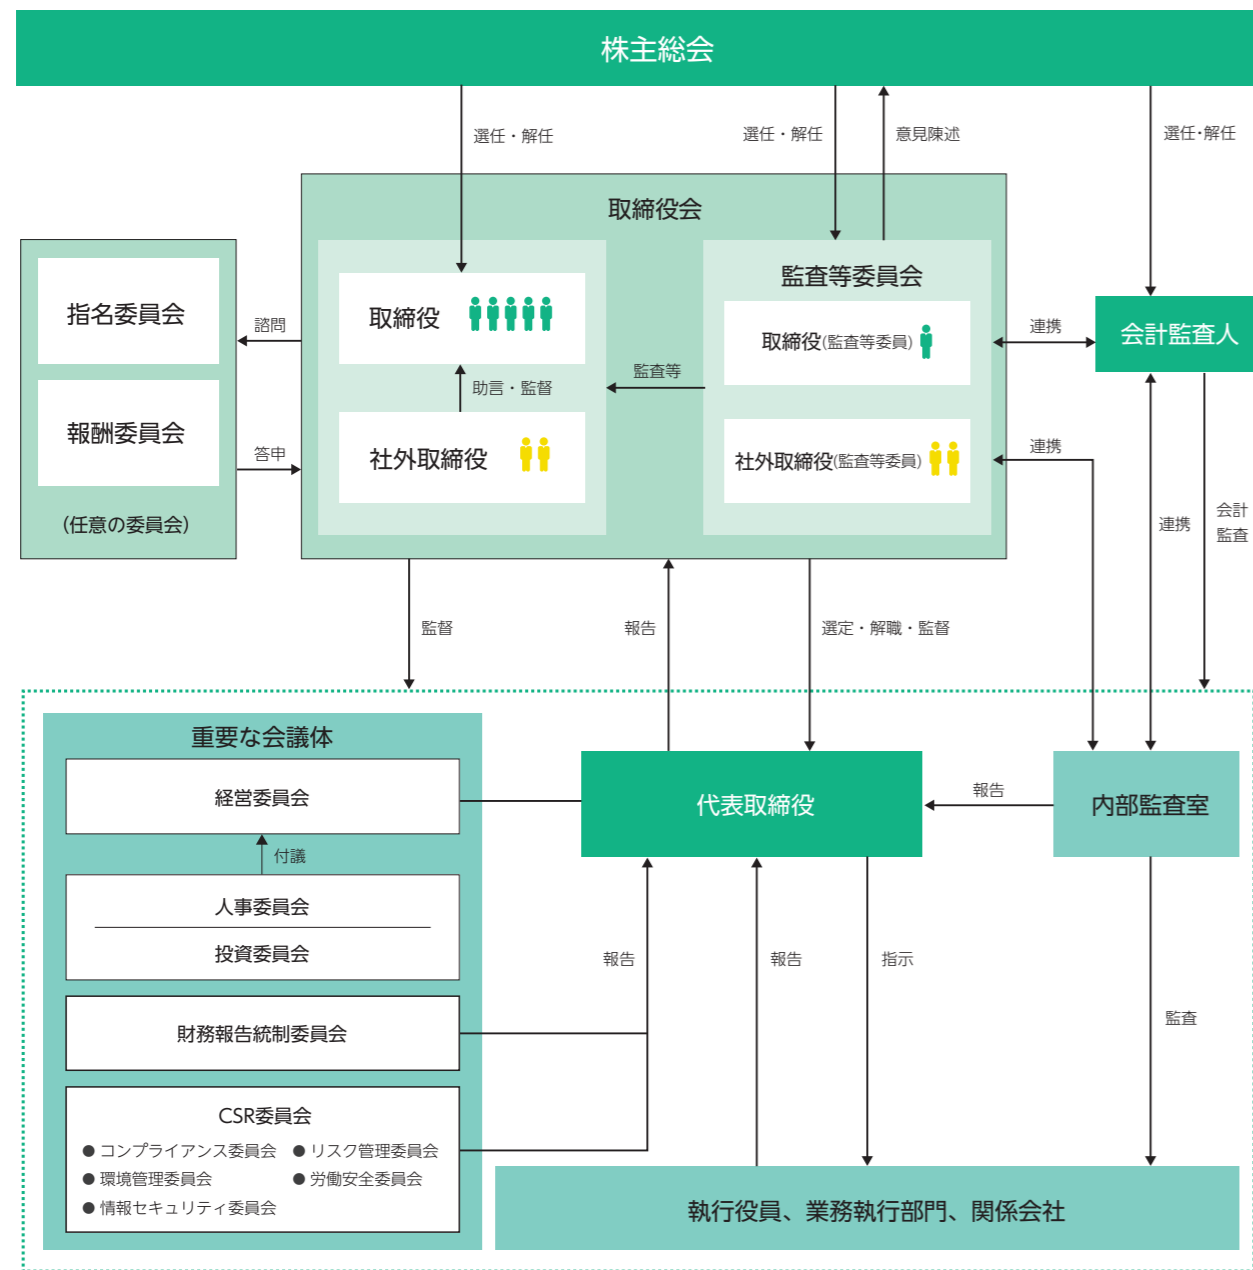 株主総会
選任・解任
選任・解任
意見陳述
選任・解任
取締役会
監査等委員会
指名委員会
報酬委員会
(任意の委員会)
諮問
答申
取締役
助言・監督
社外取締役
監査等
取締役(監査等委員)
社外取締役(監査等委員)
連携
連携
会計監査人
連携
会計
監査
監督
報告
選定・解職・監督
重要な会議体
経営委員会
付議
人事委員会
投資委員会
財務報告統制委員会
CSR委員会
● コンプライアンス委員会 ● リスク管理委員会
● 環境管理委員会 ● 労働安全委員会
● 情報セキュリティ委員会
代表取締役
報告
内部監査室
報告
報告
指示
監査
執行役員、業務執行部門、関係会社